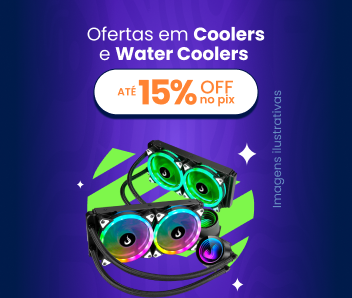 Ofertas em Coolers
e Water Coolers
ATÉ 15% OFF
no pix
Imagens ilustrativas